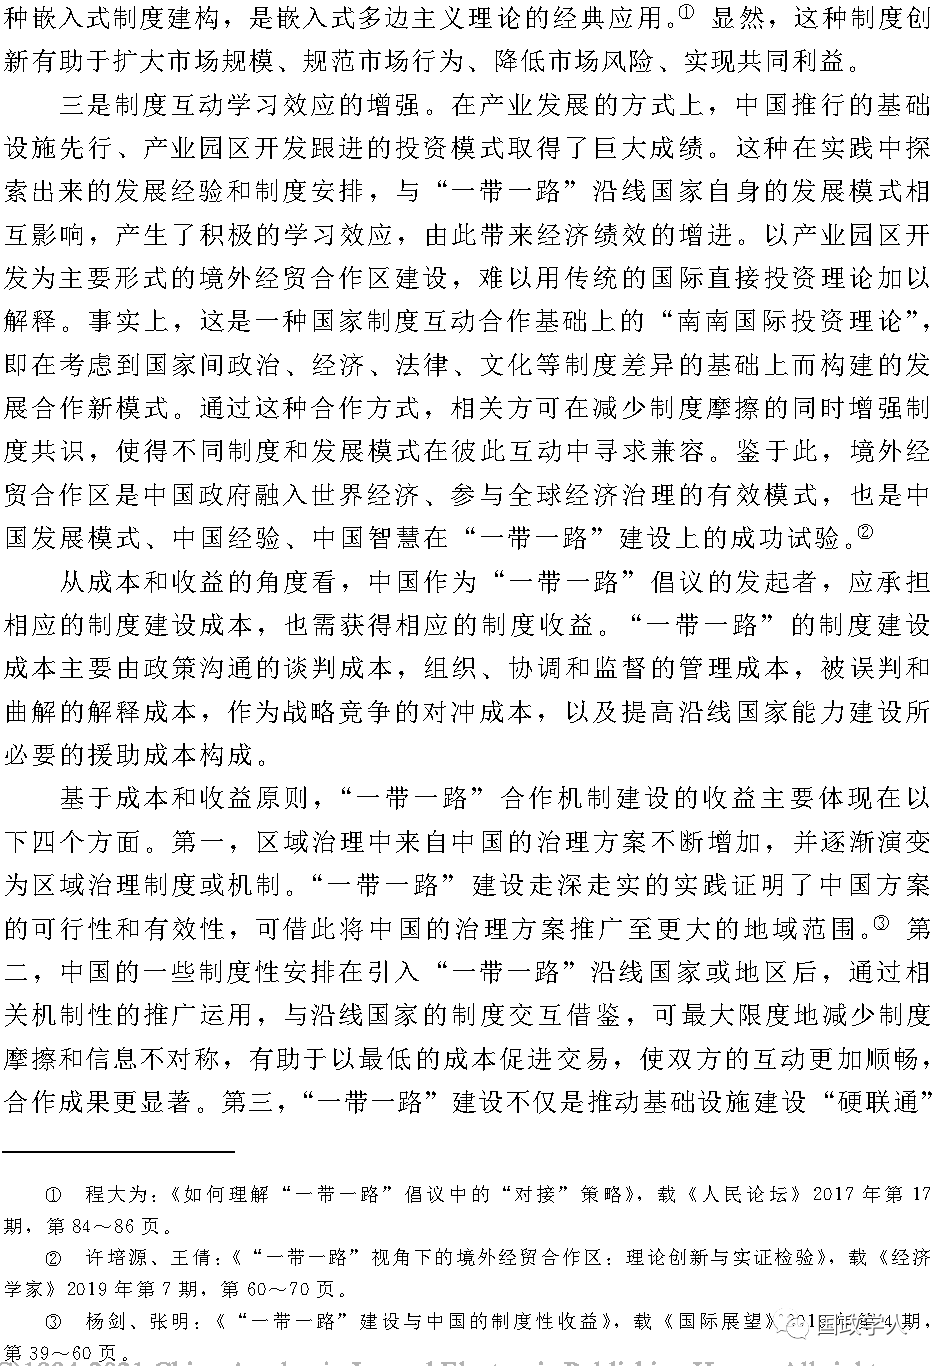 种嵌入式制度建构，是嵌入式多边主义理论的经典应用。① 显然，这种制度创
新有助于扩大市场规模、规范市场行为、降低市场风险、实现共同利益。
三是制度互动学习效应的增强。在产业发展的方式上，中国推行的基础
设施先行、产业园区开发跟进的投资模式取得了巨大成绩。这种在实践中探
索出来的发展经验和制度安排，与“一带一路”沿线国家自身的发展模式相
互影响，产生了积极的学习效应，由此带来经济绩效的增进。以产业园区开
发为主要形式的境外经贸合作区建设，难以用传统的国际直接投资理论加以
解释。事实上，这是一种国家制度互动合作基础上的“南南国际投资理论”，
即在考虑到国家间政治、经济、法律、文化等制度差异的基础上而构建的发
展合作新模式。通过这种合作方式，相关方可在减少制度摩擦的同时增强制
度共识，使得不同制度和发展模式在彼此互动中寻求兼容。鉴于此，境外经
贸合作区是中国政府融入世界经济、参与全球经济治理的有效模式，也是中
国发展模式、中国经验、中国智慧在“一带一路”建设上的成功试验。②
从成本和收益的角度看，中国作为“一带一路”倡议的发起者，应承担
相应的制度建设成本，也需获得相应的制度收益。“一带一路”的制度建设
成本主要由政策沟通的谈判成本，组织、协调和监督的管理成本，被误判和
曲解的解释成本，作为战略竞争的对冲成本，以及提高沿线国家能力建设所
必要的援助成本构成。
基于成本和收益原则，“一带一路”合作机制建设的收益主要体现在以
下四个方面。第一，区域治理中来自中国的治理方案不断增加，并逐渐演变
为区域治理制度或机制。“一带一路”建设走深走实的实践证明了中国方案
的可行性和有效性，可借此将中国的治理方案推广至更大的地域范围。③ 第
二，中国的一些制度性安排在引入“一带一路”沿线国家或地区后，通过相
关机制性的推广运用，与沿线国家的制度交互借鉴，可最大限度地减少制度
摩擦和信息不对称，有助于以最低的成本促进交易，使双方的互动更加顺畅，
合作成果更显著。第三，“一带一路”建设不仅是推动基础设施建设“硬联通”
① 程大为：《如何理解“一带一路”倡议中的“对接”策略》，载《人民论坛》2017 年第 17
期，第 84～86 页。
② 许培源、王倩：《“一带一路”视角下的境外经贸合作区：理论创新与实证检验》，载《经济
学家》2019 年第 7 期，第 60～70 页。
③ 杨剑、张明：《“一带一路”建设与中国的制度性收益》，载《国际展望》 期，
国政学人
第 39～60 页。